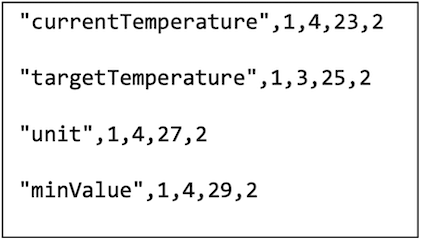 "currentTemperature",1,4,23,2
"targetTemperature",1,3,25,2
"unit",1,4,27,2
"minValue",1,4,29,2